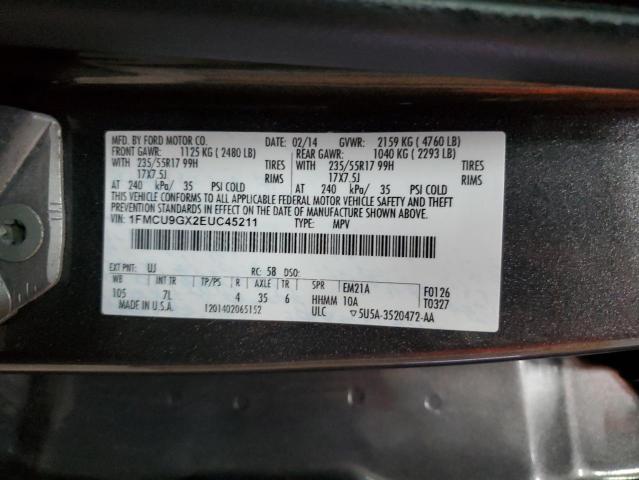 MFD. BY FORD MOTOR CO. DATE: 02/14 GVWR: 2159 KG ( 4760 LB)
FRONT GAWR: 1125 KG ( 2480 LB) REAR GAWR: 1040 KG ( 2293 LB)
WITH 235/55R17 99H TIRES WITH 235/55R17 99H TIRES
17X7.5J RIMS 17X7.5J RIMS
AT 240 kPa/ 35 PSI COLD AT 240 kPa/ 35 PSI COLD
THIS VEHICLE CONFORMS TO ALL APPLICABLE FEDERAL MOTOR VEHICLE SAFETY AND THEFT
PREVENTION STANDARDS IN EFFECT ON THE DATE OF MANUFACTURE SHOWN ABOVE.
VIN: 1FMCU9GX2EUC45211 TYPE: MPV
EXT PNT: UJ RC: 58 DSO:
WB INT TR TP/PS R AXLE TR SPR EM21A F0126
105 7L 4 35 6 HHMM 10A T0327
MADE IN U.S.A. 1201402065152 ULC ▽5U5A-3520472-AA